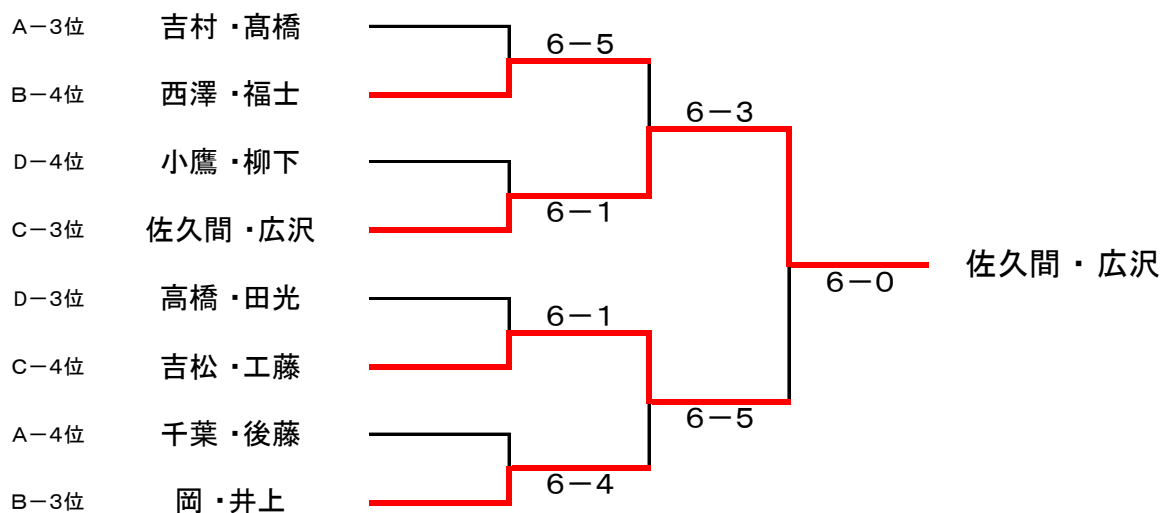 A－3位 吉村・髙橋
6－5
B－4位 西澤・福士
6－3
D－4位 小鷹・柳下
6－1
C－3位 佐久間・広沢
佐久間・広沢
6－0
D－3位 高橋・田光
6－1
C－4位 吉松・工藤
6－5
A－4位 千葉・後藤
6－4
B－3位 岡・井上